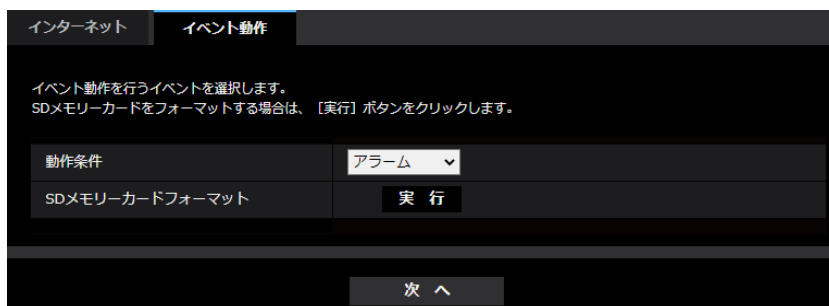 インターネット イベント動作
イベント動作を行うイベントを選択します。
SDメモリーカードをフォーマットする場合は、［実行］ボタンをクリックします。
動作条件 アラーム
SDメモリーカードフォーマット 実 行
次 へ